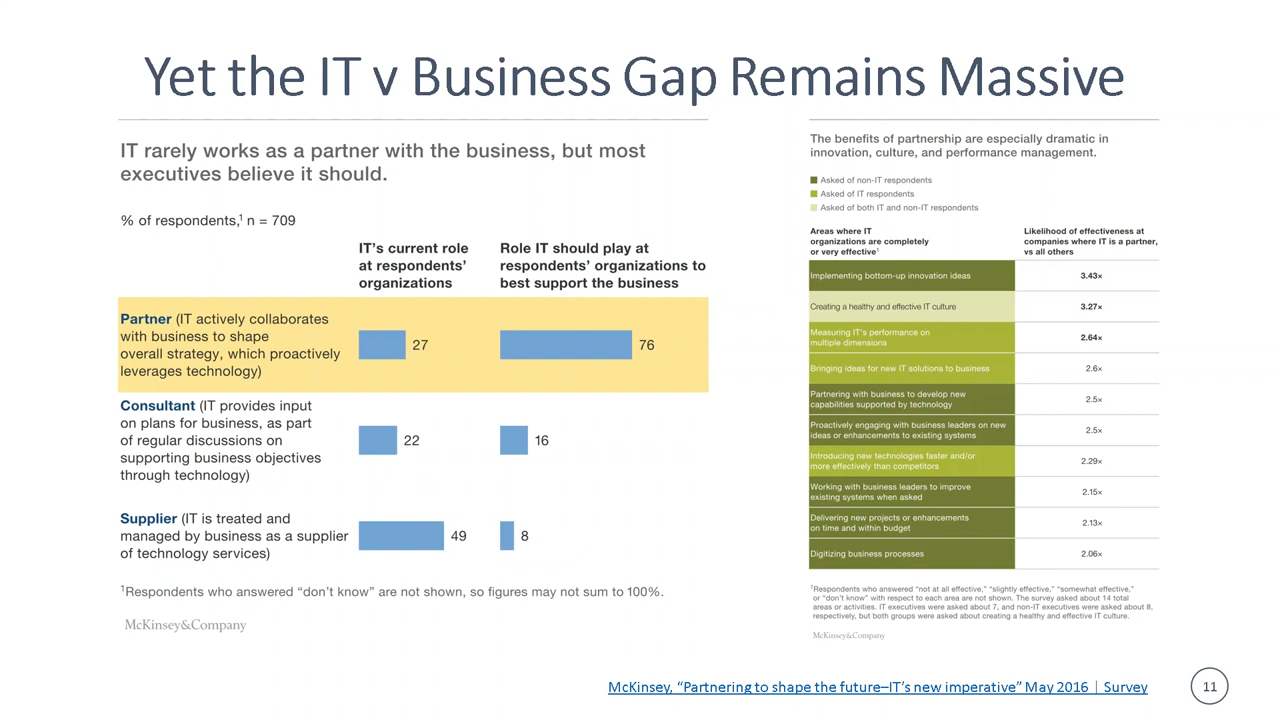 Yet the IT v Business Gap Remains Massive
IT rarely works as a partner with the business, but most
executives believe it should.
% of respondents,¹ n = 709
IT’s current role
at respondents’
organizations
Role IT should play at
respondents’ organizations to
best support the business
Partner (IT actively collaborates
with business to shape
overall strategy, which proactively
leverages technology)
27
76
Consultant (IT provides input
on plans for business, as part
of regular discussions on
supporting business objectives
through technology)
22
16
Supplier (IT is treated and
managed by business as a supplier
of technology services)
49
8
¹Respondents who answered “don’t know” are not shown, so figures may not sum to 100%.
McKinsey&Company
The benefits of partnership are especially dramatic in
innovation, culture, and performance management.
Asked of non-IT respondents
Asked of IT respondents
Asked of both IT and non-IT respondents
Areas where IT
organizations are completely
or very effective¹
Likelihood of effectiveness at
companies where IT is a partner,
vs all others
Implementing bottom-up innovation ideas
3.43×
Creating a healthy and effective IT culture
3.27×
Measuring IT’s performance on
multiple dimensions
2.64×
Bringing ideas for new IT solutions to business
2.6×
Partnering with business to develop new
capabilities supported by technology
2.5×
Proactively engaging with business leaders on new
ideas or enhancements to existing systems
2.5×
Introducing new technologies faster and/or
more effectively than competitors
2.29×
Working with business leaders to improve
existing systems when asked
2.15×
Delivering new projects or enhancements
on time and within budget
2.13×
Digitizing business processes
2.06×
¹Respondents who answered “not at all effective,” “slightly effective,” “somewhat effective,”
or “don’t know” with respect to each area are not shown. The survey asked about 14 total
areas or activities. IT executives were asked about 7, and non-IT executives were asked about 8,
respectively, but both groups were asked about creating a healthy and effective IT culture.
McKinsey&Company
McKinsey, “Partnering to shape the future–IT’s new imperative” May 2016 | Survey
11